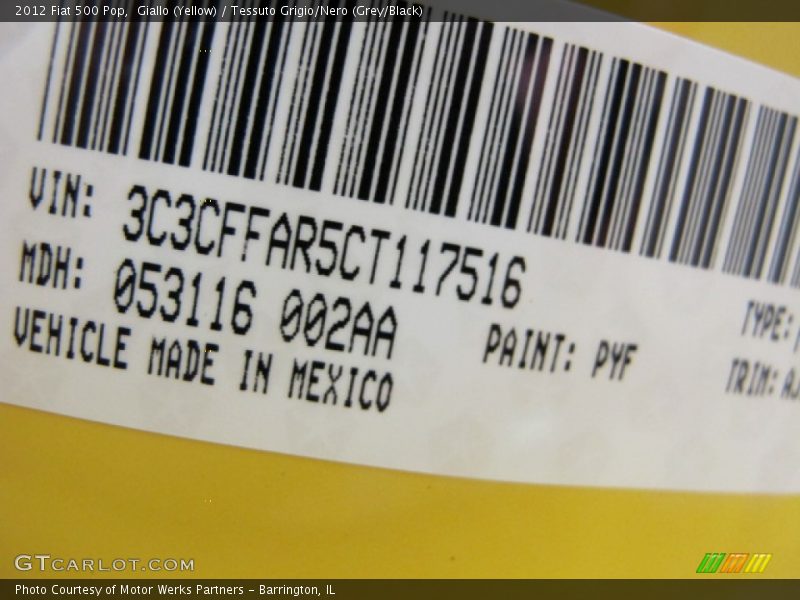 2012 Fiat 500 Pop,  Giallo (Yellow) / Tessuto Grigio/Nero (Grey/Black)
VIN: 3C3CFFAR5CT117516
MDH: 053116 002AA
PAINT: PYF
TYPE:
VEHICLE MADE IN MEXICO
TRIM: AJ
GTCARLOT.COM
Photo Courtesy of Motor Werks Partners - Barrington, IL